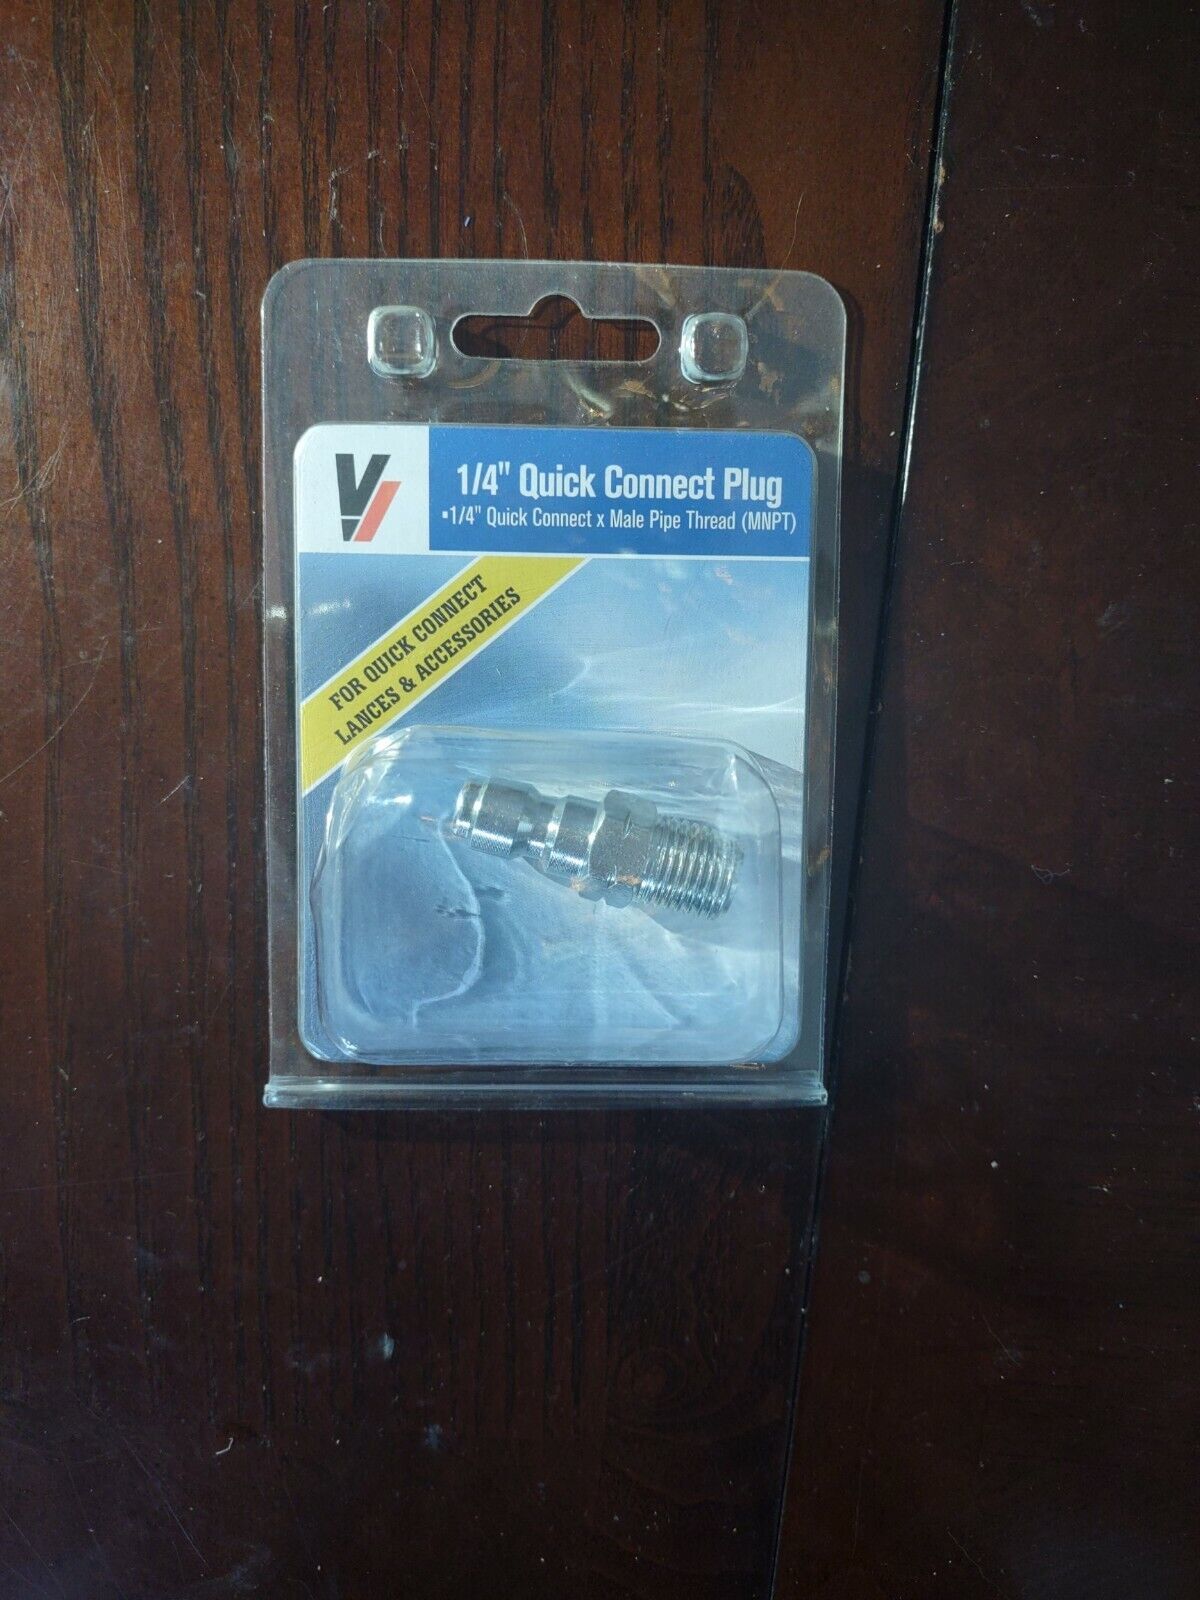 V
1/4" Quick Connect Plug
▪1/4" Quick Connect x Male Pipe Thread (MNPT)
FOR QUICK CONNECT
LANCES & ACCESSORIES